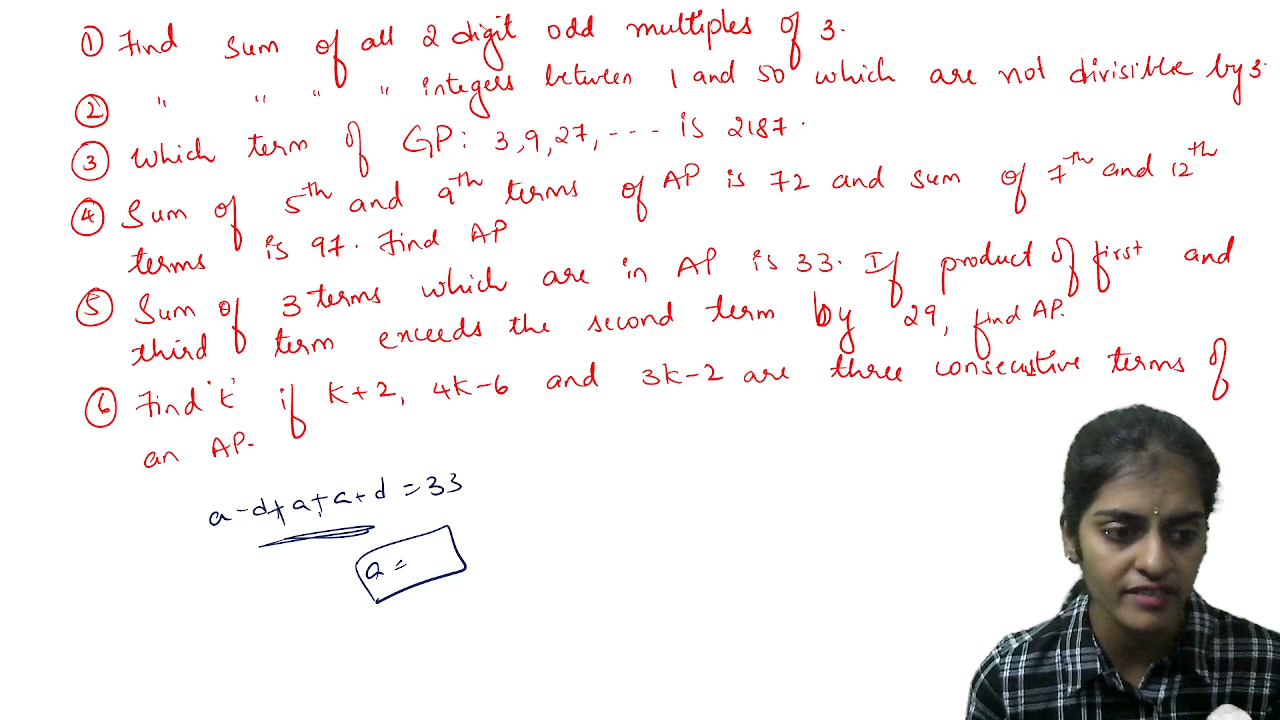 ① Find sum of all 2 digit odd multiples of 3.
② " " " " integers between 1 and 50 which are not divisible by 3.
③ Which term of GP: 3,9,27,---- is 2187.
④ Sum of 5th and 9th terms of AP is 72 and sum of 7th and 12th
terms is 97. Find AP
⑤ Sum of 3 terms which are in AP is 33. If product of first and
third term exceeds the second term by 29, find AP.
⑥ Find 'k' if k+2, 4k-6 and 3k-2 are three consecutive terms of
an AP.
a-d+a+a+d=33
a=